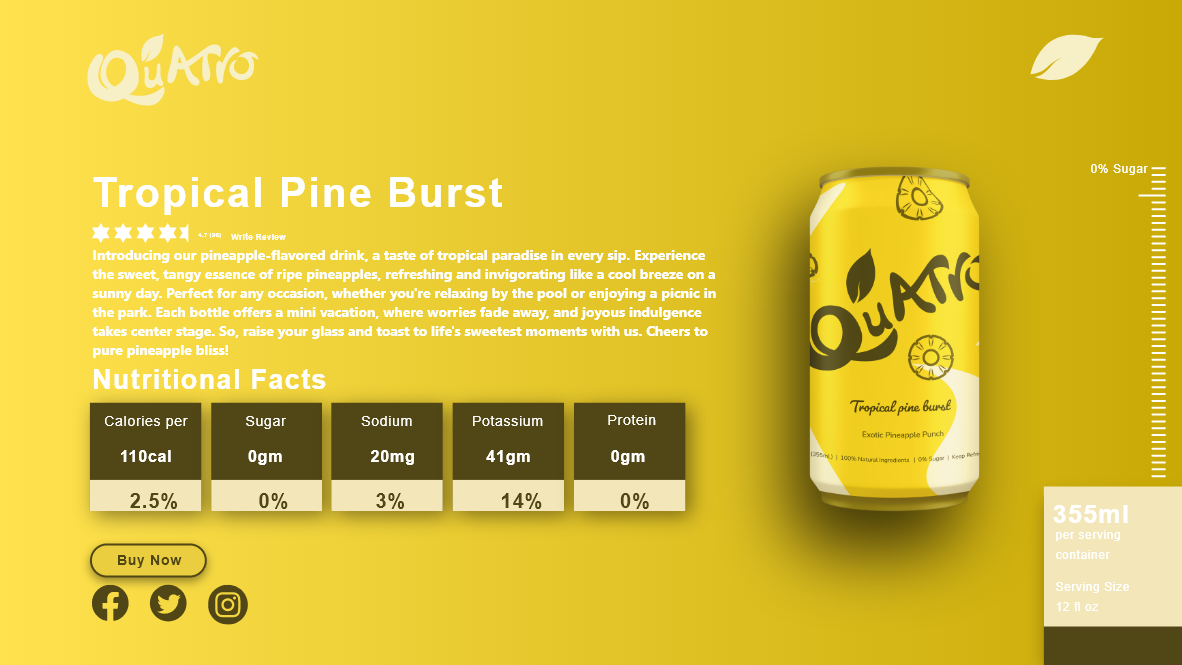 QuAtro
0% Sugar
Tropical Pine Burst
Write Review
Introducing our pineapple-flavored drink, a taste of tropical paradise in every sip. Experience
the sweet, tangy essence of ripe pineapples, refreshing and invigorating like a cool breeze on a
sunny day. Perfect for any occasion, whether you're relaxing by the pool or enjoying a picnic in
the park. Each bottle offers a mini vacation, where worries fade away, and joyous indulgence
takes center stage. So, raise your glass and toast to life's sweetest moments with us. Cheers to
pure pineapple bliss!
Nutritional Facts
Calories per
110cal
2.5%
Sugar
0gm
0%
Sodium
20mg
3%
Potassium
41gm
14%
Protein
0gm
0%
Buy Now
QuAtro
Tropical pine burst
Exotic Pineapple Punch
(355mL) | 100% Natural Ingredients | 0% Sugar | Keep
355ml
per serving
container
Serving Size
12 fl oz